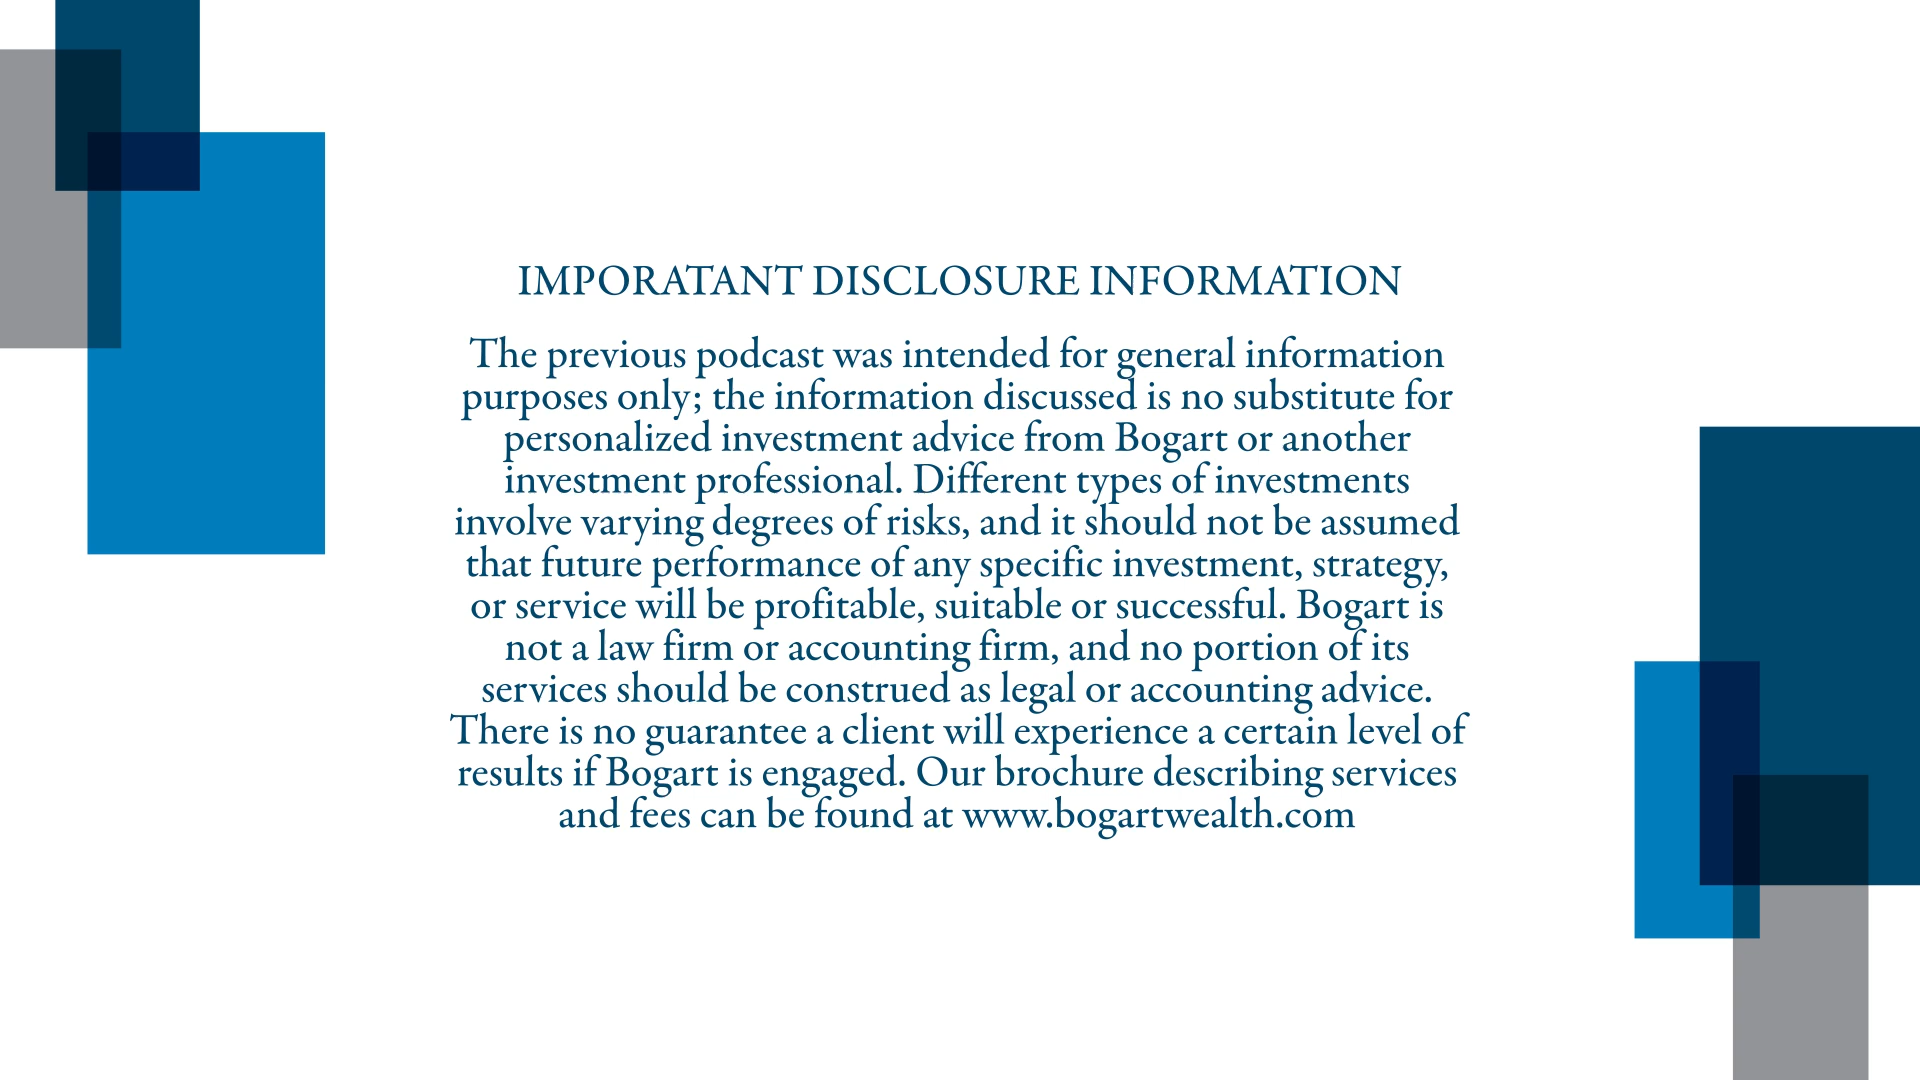 IMPORATANT DISCLOSURE INFORMATION
The previous podcast was intended for general information
purposes only; the information discussed is no substitute for
personalized investment advice from Bogart or another
investment professional. Different types of investments
involve varying degrees of risks, and it should not be assumed
that future performance of any specific investment, strategy,
or service will be profitable, suitable or successful. Bogart is
not a law firm or accounting firm, and no portion of its
services should be construed as legal or accounting advice.
There is no guarantee a client will experience a certain level of
results if Bogart is engaged. Our brochure describing services
and fees can be found at www.bogartwealth.com